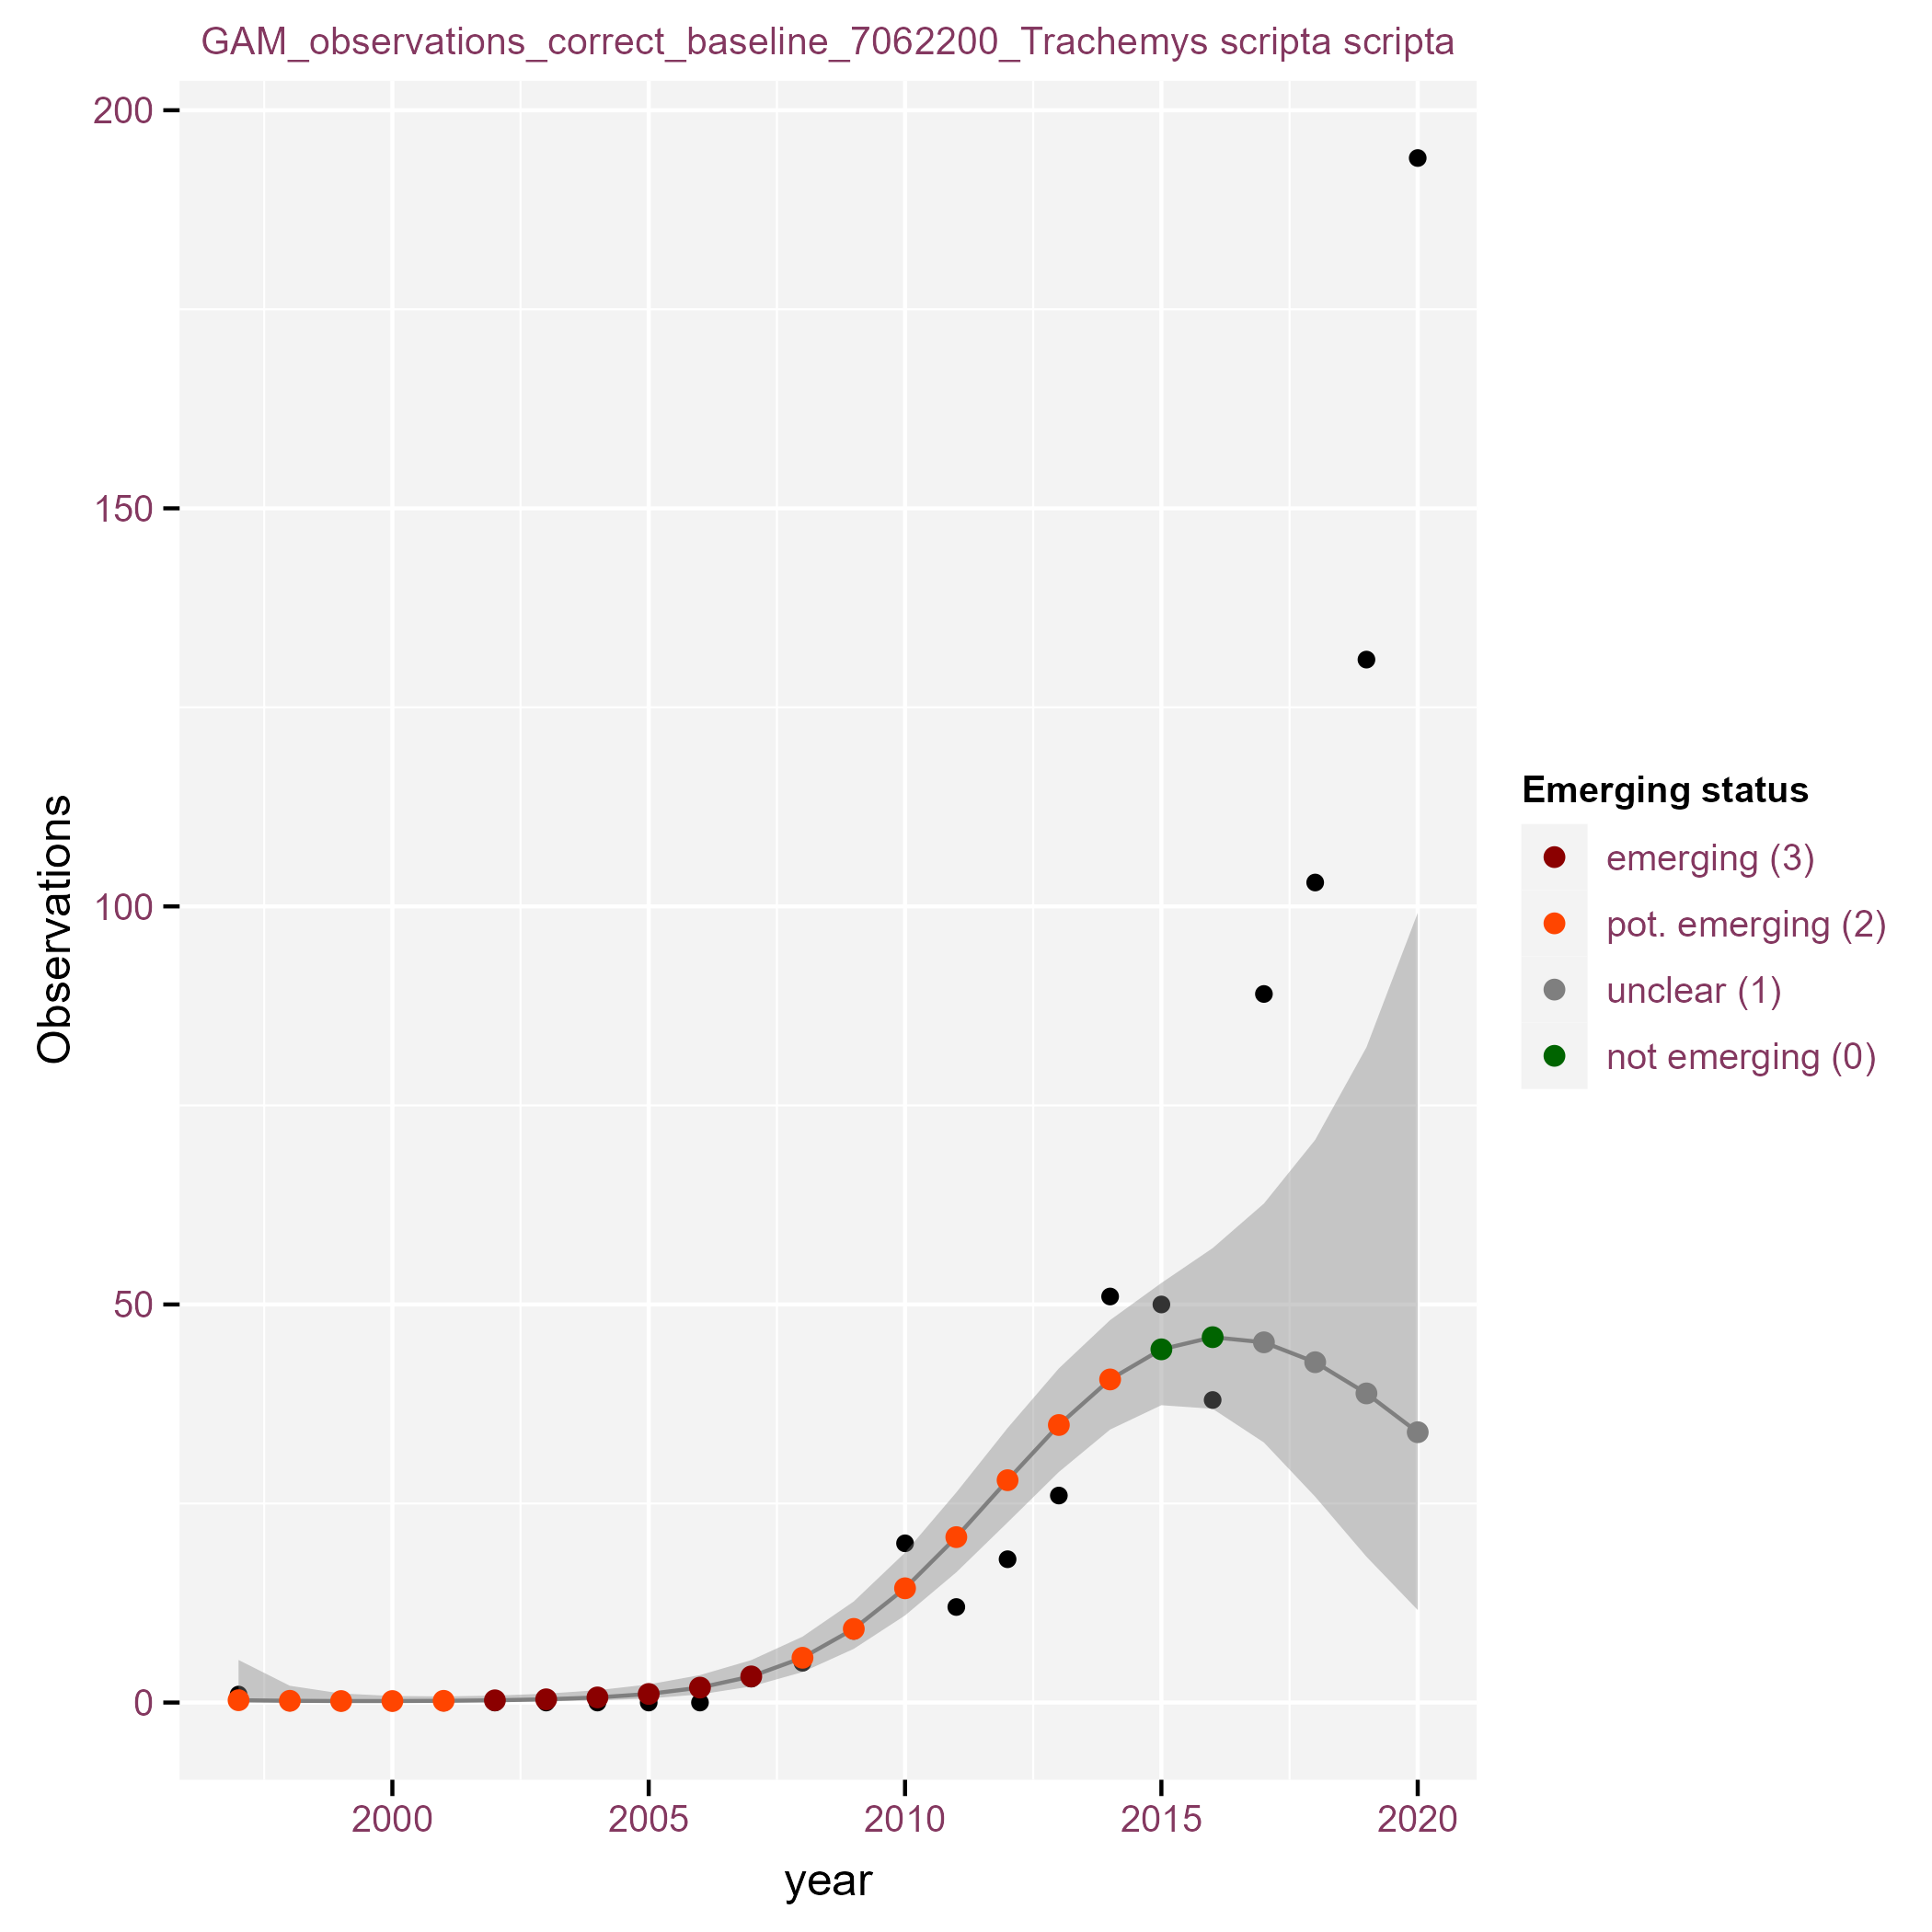 GAM_observations_correct_baseline_7062200_Trachemys scripta scripta
200
150
100
50
0
Observations
2000 2005 2010 2015 2020
year
Emerging status
emerging (3)
pot. emerging (2)
unclear (1)
not emerging (0)